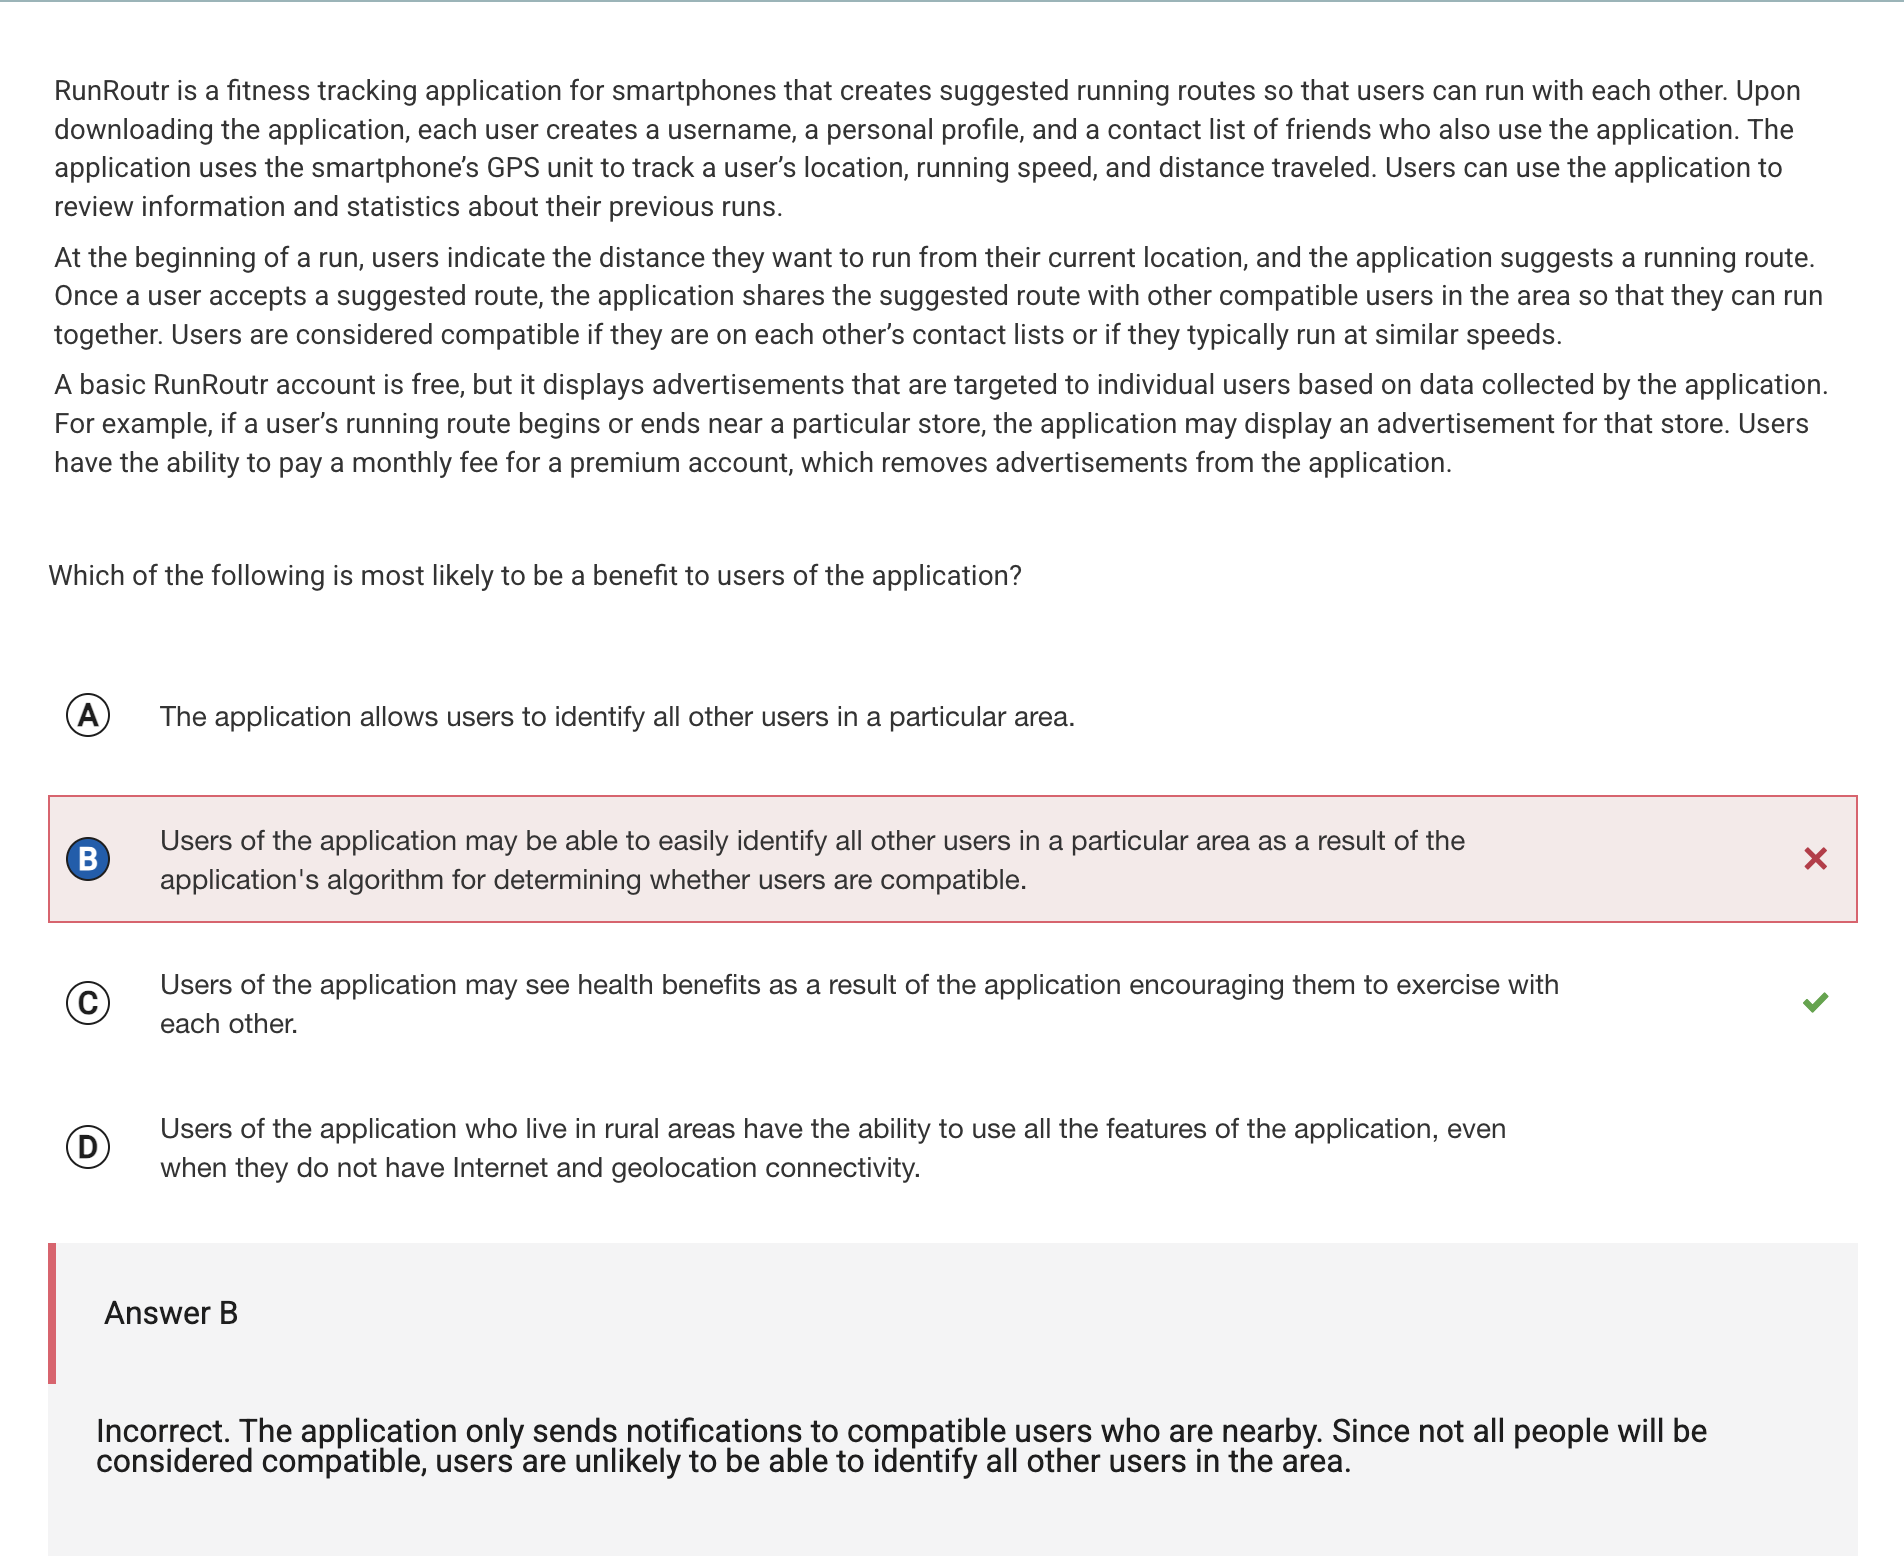 RunRoutr is a fitness tracking application for smartphones that creates suggested running routes so that users can run with each other. Upon
downloading the application, each user creates a username, a personal profile, and a contact list of friends who also use the application. The
application uses the smartphone’s GPS unit to track a user’s location, running speed, and distance traveled. Users can use the application to
review information and statistics about their previous runs.
At the beginning of a run, users indicate the distance they want to run from their current location, and the application suggests a running route.
Once a user accepts a suggested route, the application shares the suggested route with other compatible users in the area so that they can run
together. Users are considered compatible if they are on each other’s contact lists or if they typically run at similar speeds.
A basic RunRoutr account is free, but it displays advertisements that are targeted to individual users based on data collected by the application.
For example, if a user’s running route begins or ends near a particular store, the application may display an advertisement for that store. Users
have the ability to pay a monthly fee for a premium account, which removes advertisements from the application.
Which of the following is most likely to be a benefit to users of the application?
A The application allows users to identify all other users in a particular area.
B Users of the application may be able to easily identify all other users in a particular area as a result of the
application's algorithm for determining whether users are compatible.
C Users of the application may see health benefits as a result of the application encouraging them to exercise with
each other.
D Users of the application who live in rural areas have the ability to use all the features of the application, even
when they do not have Internet and geolocation connectivity.
Answer B
Incorrect. The application only sends notifications to compatible users who are nearby. Since not all people will be
considered compatible, users are unlikely to be able to identify all other users in the area.